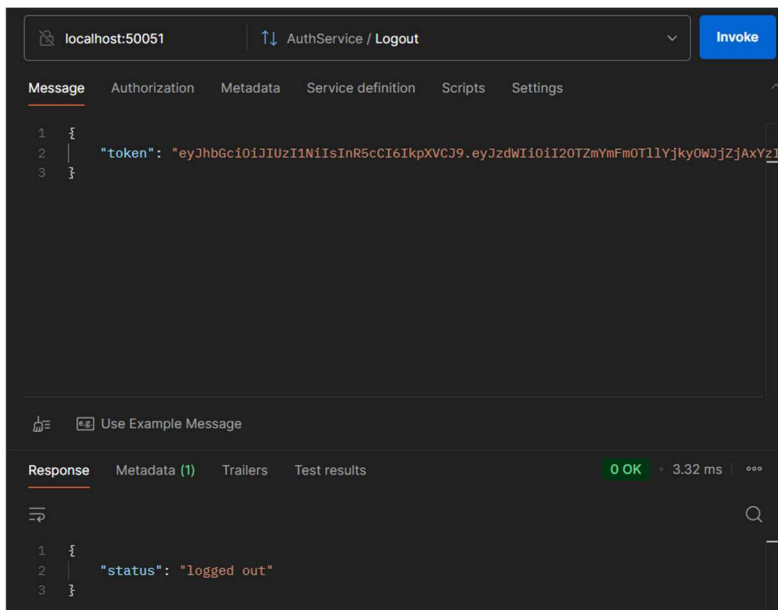 localhost:50051 AuthService / Logout Invoke
Message Authorization Metadata Service definition Scripts Settings
1 {
2 "token": "eyJhbGciOiJIUzI1NiIsInR5cCI6IkpXVCJ9.eyJzdWIiOiI2OTZmYmFmOTllYjkyOWJjZjAxYzI
3 }
e.g. Use Example Message
Response Metadata (1) Trailers Test results 0 OK 3.32 ms
1 {
2 "status": "logged out"
3 }